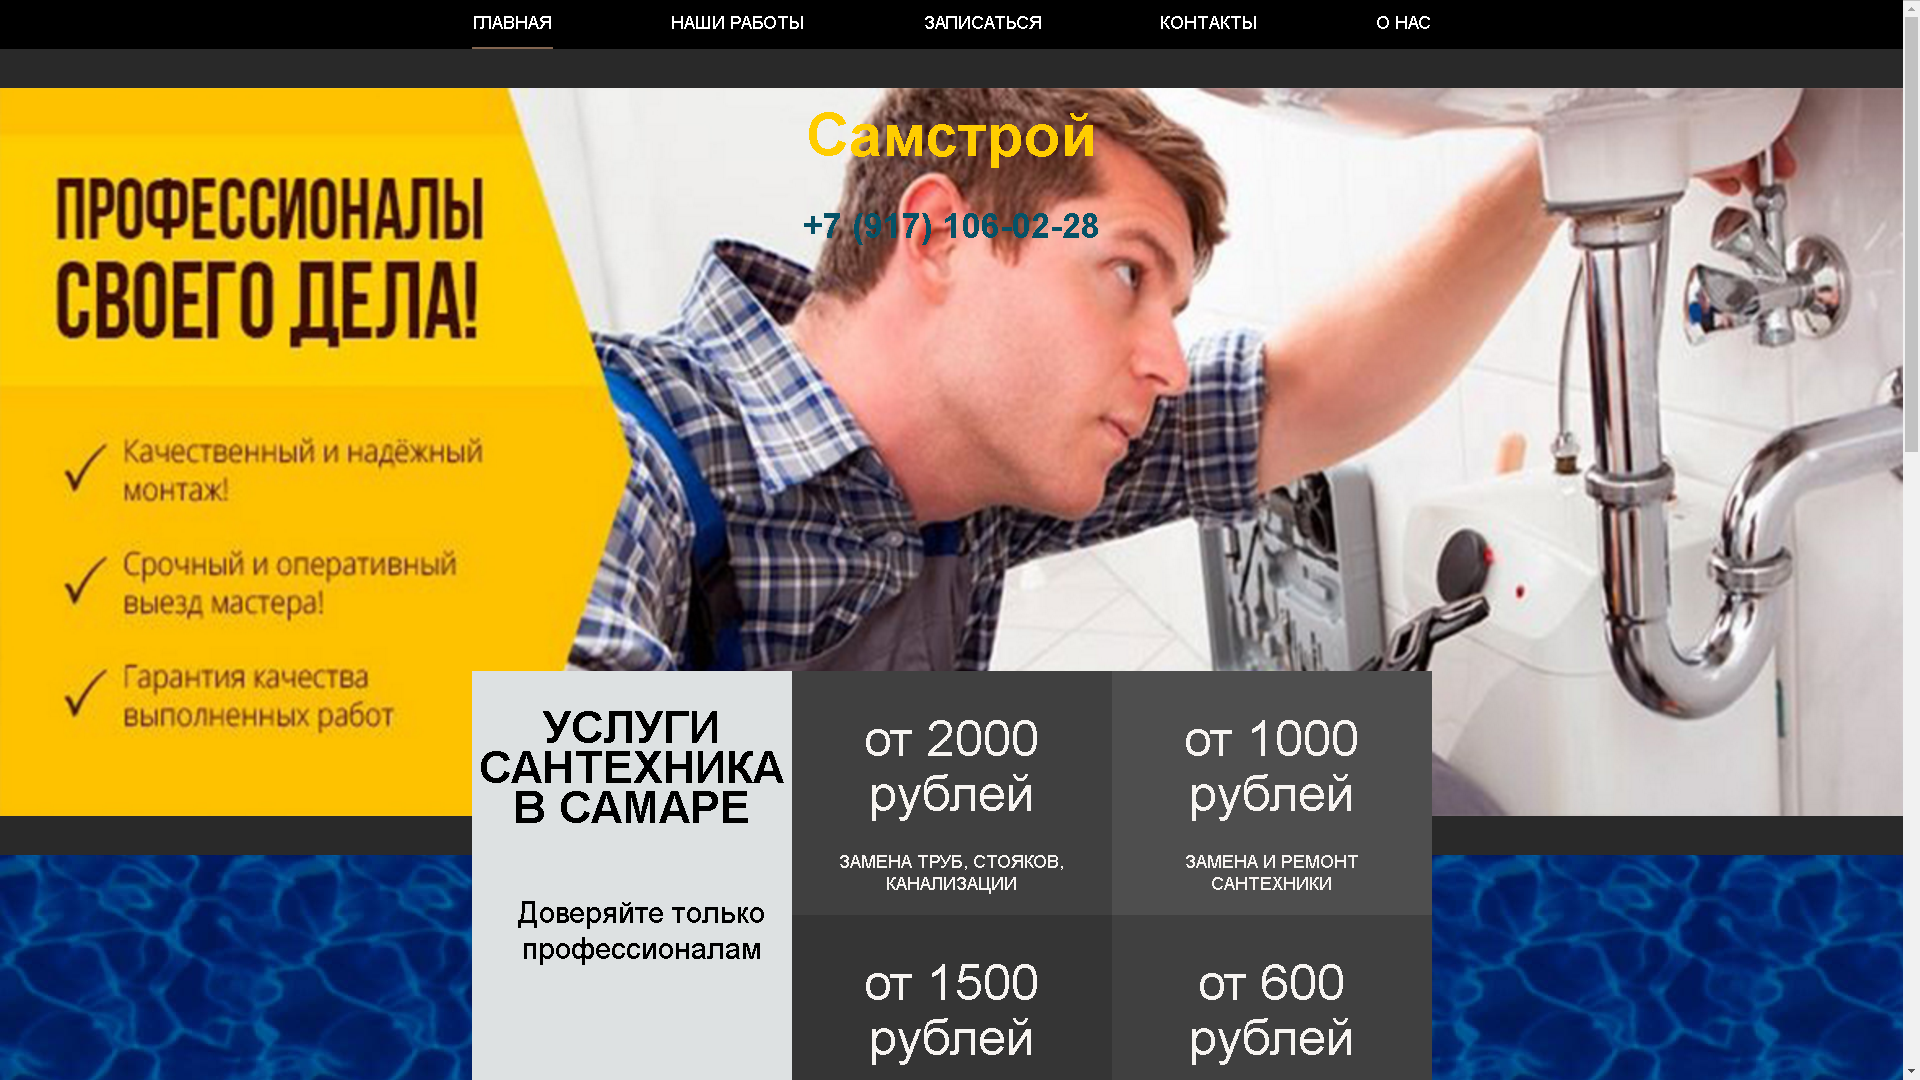 ГЛАВНАЯ
НАШИ РАБОТЫ
ЗАПИСАТЬСЯ
КОНТАКТЫ
О НАС
Самстрой
+7 (917) 106-02-28
ПРОФЕССИОНАЛЫ
СВОЕГО ДЕЛА!
Качественный и надёжный
монтаж!
Срочный и оперативный
выезд мастера!
Гарантия качества
выполненных работ
УСЛУГИ
САНТЕХНИКА
В САМАРЕ
Доверяйте только
профессионалам
от 2000
рублей
ЗАМЕНА ТРУБ, СТОЯКОВ,
КАНАЛИЗАЦИИ
от 1000
рублей
ЗАМЕНА И РЕМОНТ
САНТЕХНИКИ
от 1500
рублей
от 600
рублей